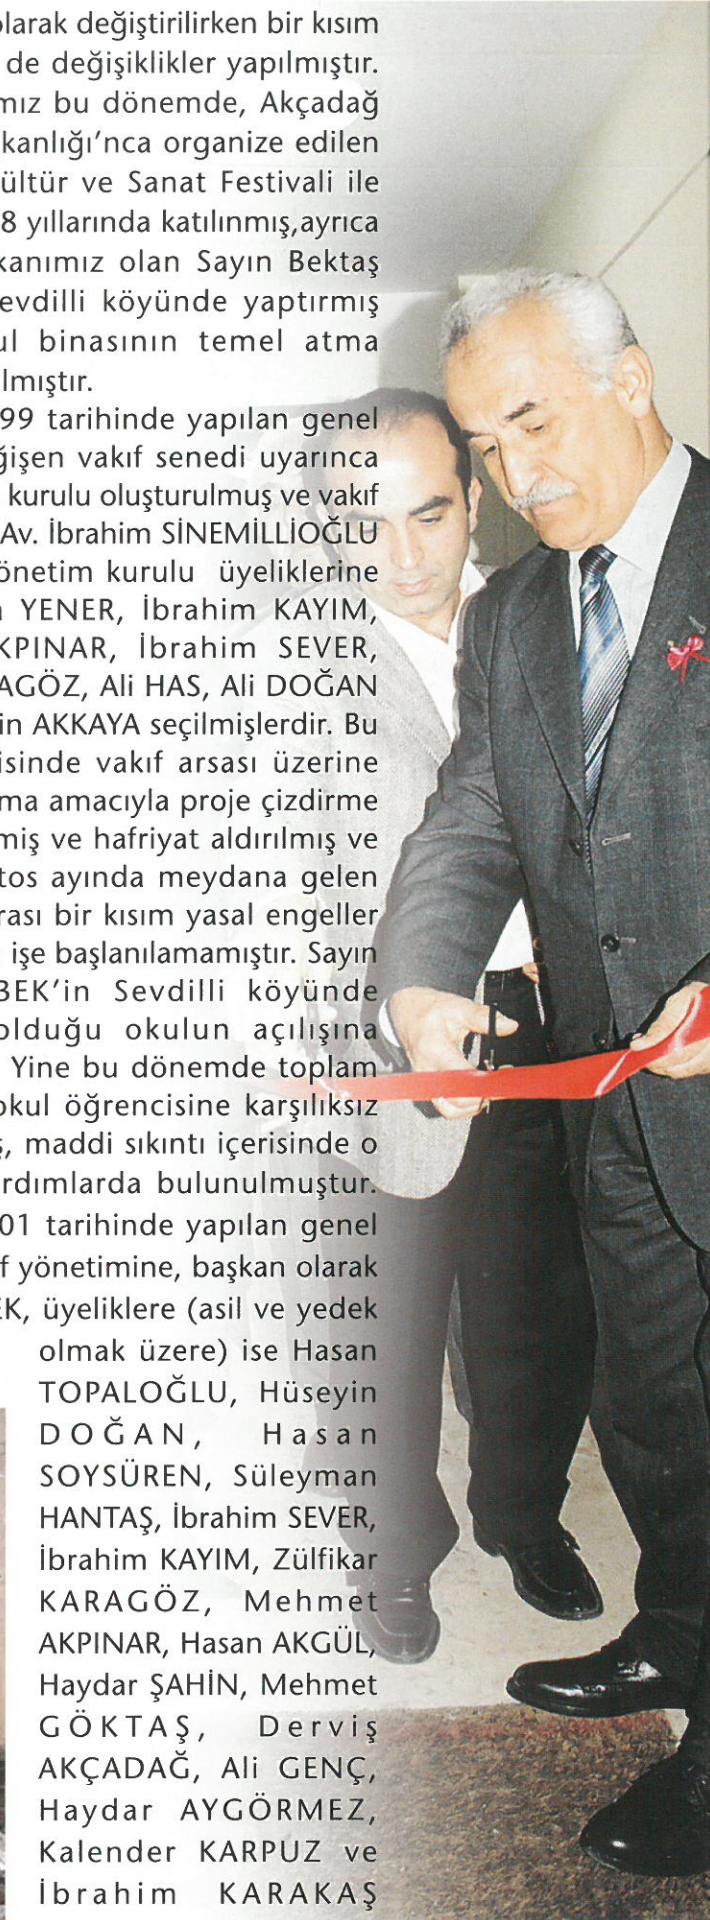 olarak değiştirilirken bir kısım
de değişiklikler yapılmıştır.
mız bu dönemde, Akçadağ
kanlığı'nca organize edilen
ültür ve Sanat Festivali ile
8 yıllarında katılınmış,ayrıca
kanımız olan Sayın Bektaş
evdilli köyünde yaptırmış
ul binasının temel atma
lmıştır.
99 tarihinde yapılan genel
ğişen vakıf senedi uyarınca
kurulu oluşturulmuş ve vakıf
Av. İbrahim SİNEMİLLİOĞLU
önetim kurulu üyeliklerine
YENER, İbrahim KAYIM,
KPINAR, İbrahim SEVER,
AGÖZ, Ali HAS, Ali DOĞAN
in AKKAYA seçilmişlerdir. Bu
isinde vakıf arsası üzerine
ma amacıyla proje çizdirme
miş ve hafriyat aldırılmış ve
tos ayında meydana gelen
rası bir kısım yasal engeller
işe başlanılamamıştır. Sayın
BEK'in Sevdilli köyünde
olduğu okulun açılışına
Yine bu dönemde toplam
okul öğrencisine karşılıksız
ş, maddi sıkıntı içerisinde o
rdımlarda bulunulmuştur.
01 tarihinde yapılan genel
f yönetimine, başkan olarak
EK, üyeliklere (asil ve yedek
olmak üzere) ise Hasan
TOPALOĞLU, Hüseyin
DOĞAN, Hasan
SOYSÜREN, Süleyman
HANTAŞ, İbrahim SEVER,
İbrahim KAYIM, Zülfikar
KARAGÖZ, Mehmet
AKPINAR, Hasan AKGÜL,
Haydar ŞAHİN, Mehmet
GÖKTAŞ, Derviş
AKÇADAĞ, Ali GENÇ,
Haydar AYGÖRMEZ,
Kalender KARPUZ ve
İbrahim KARAKAŞ